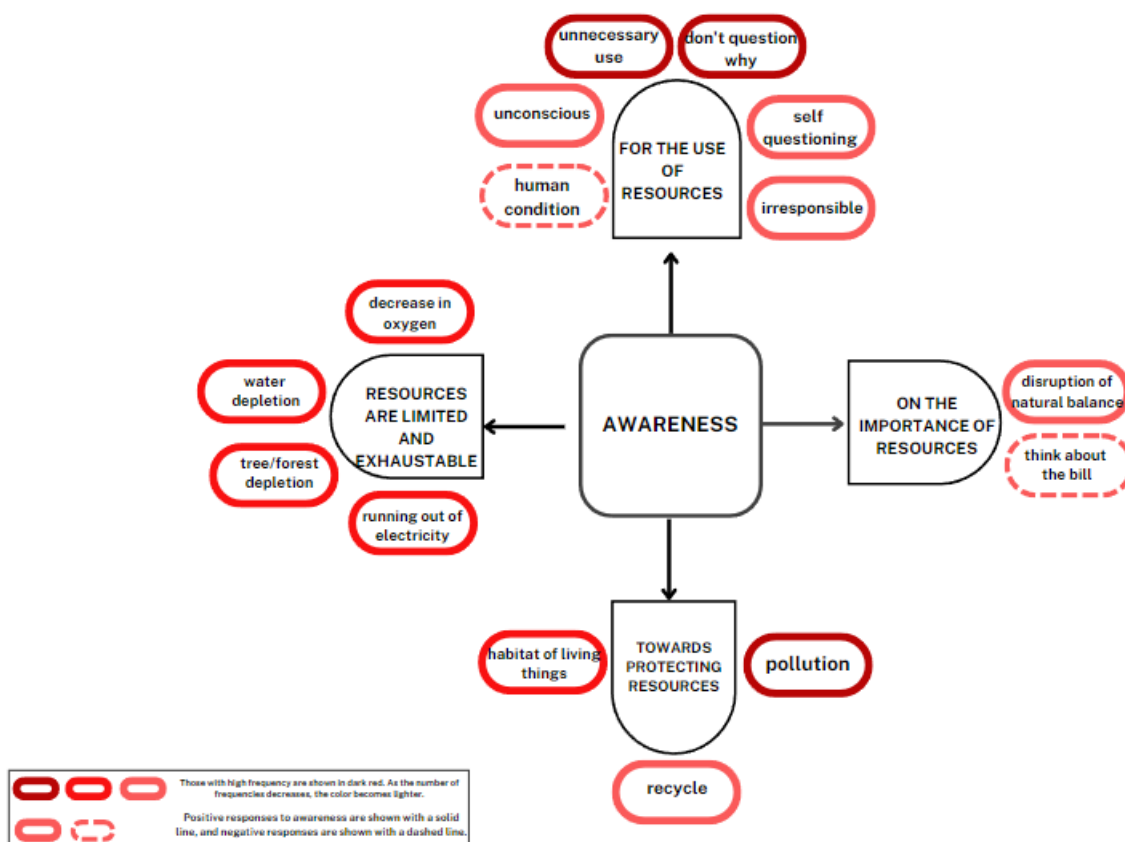 unnecessary
use
don't question
why
unconscious
self
questioning
human
condition
irresponsible
FOR THE USE
OF
RESOURCES
decrease in
oxygen
water
depletion
tree/forest
depletion
running out of
electricity
RESOURCES
ARE LIMITED
AND
EXHAUSTABLE
AWARENESS
ON THE
IMPORTANCE OF
RESOURCES
disruption of
natural balance
think about
the bill
habitat of living
things
TOWARDS
PROTECTING
RESOURCES
pollution
recycle
Those with high frequency are shown in dark red. As the number of
frequencies decreases, the color becomes lighter.
Positive responses to awareness are shown with a solid
line, and negative responses are shown with a dashed line.